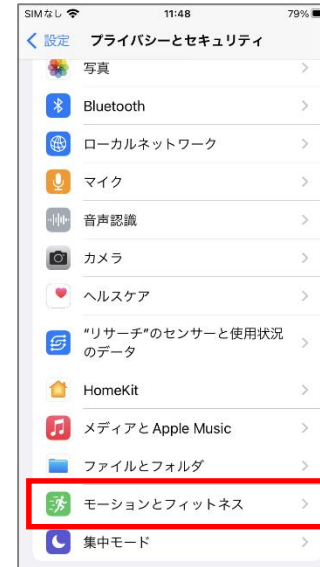 SIMなし 11:48 79%
設定 プライバシーとセキュリティ
写真
Bluetooth
ローカルネットワーク
マイク
音声認識
カメラ
ヘルスケア
"リサーチ"のセンサーと使用状況
のデータ
HomeKit
メディアとApple Music
ファイルとフォルダ
モーションとフィットネス
集中モード